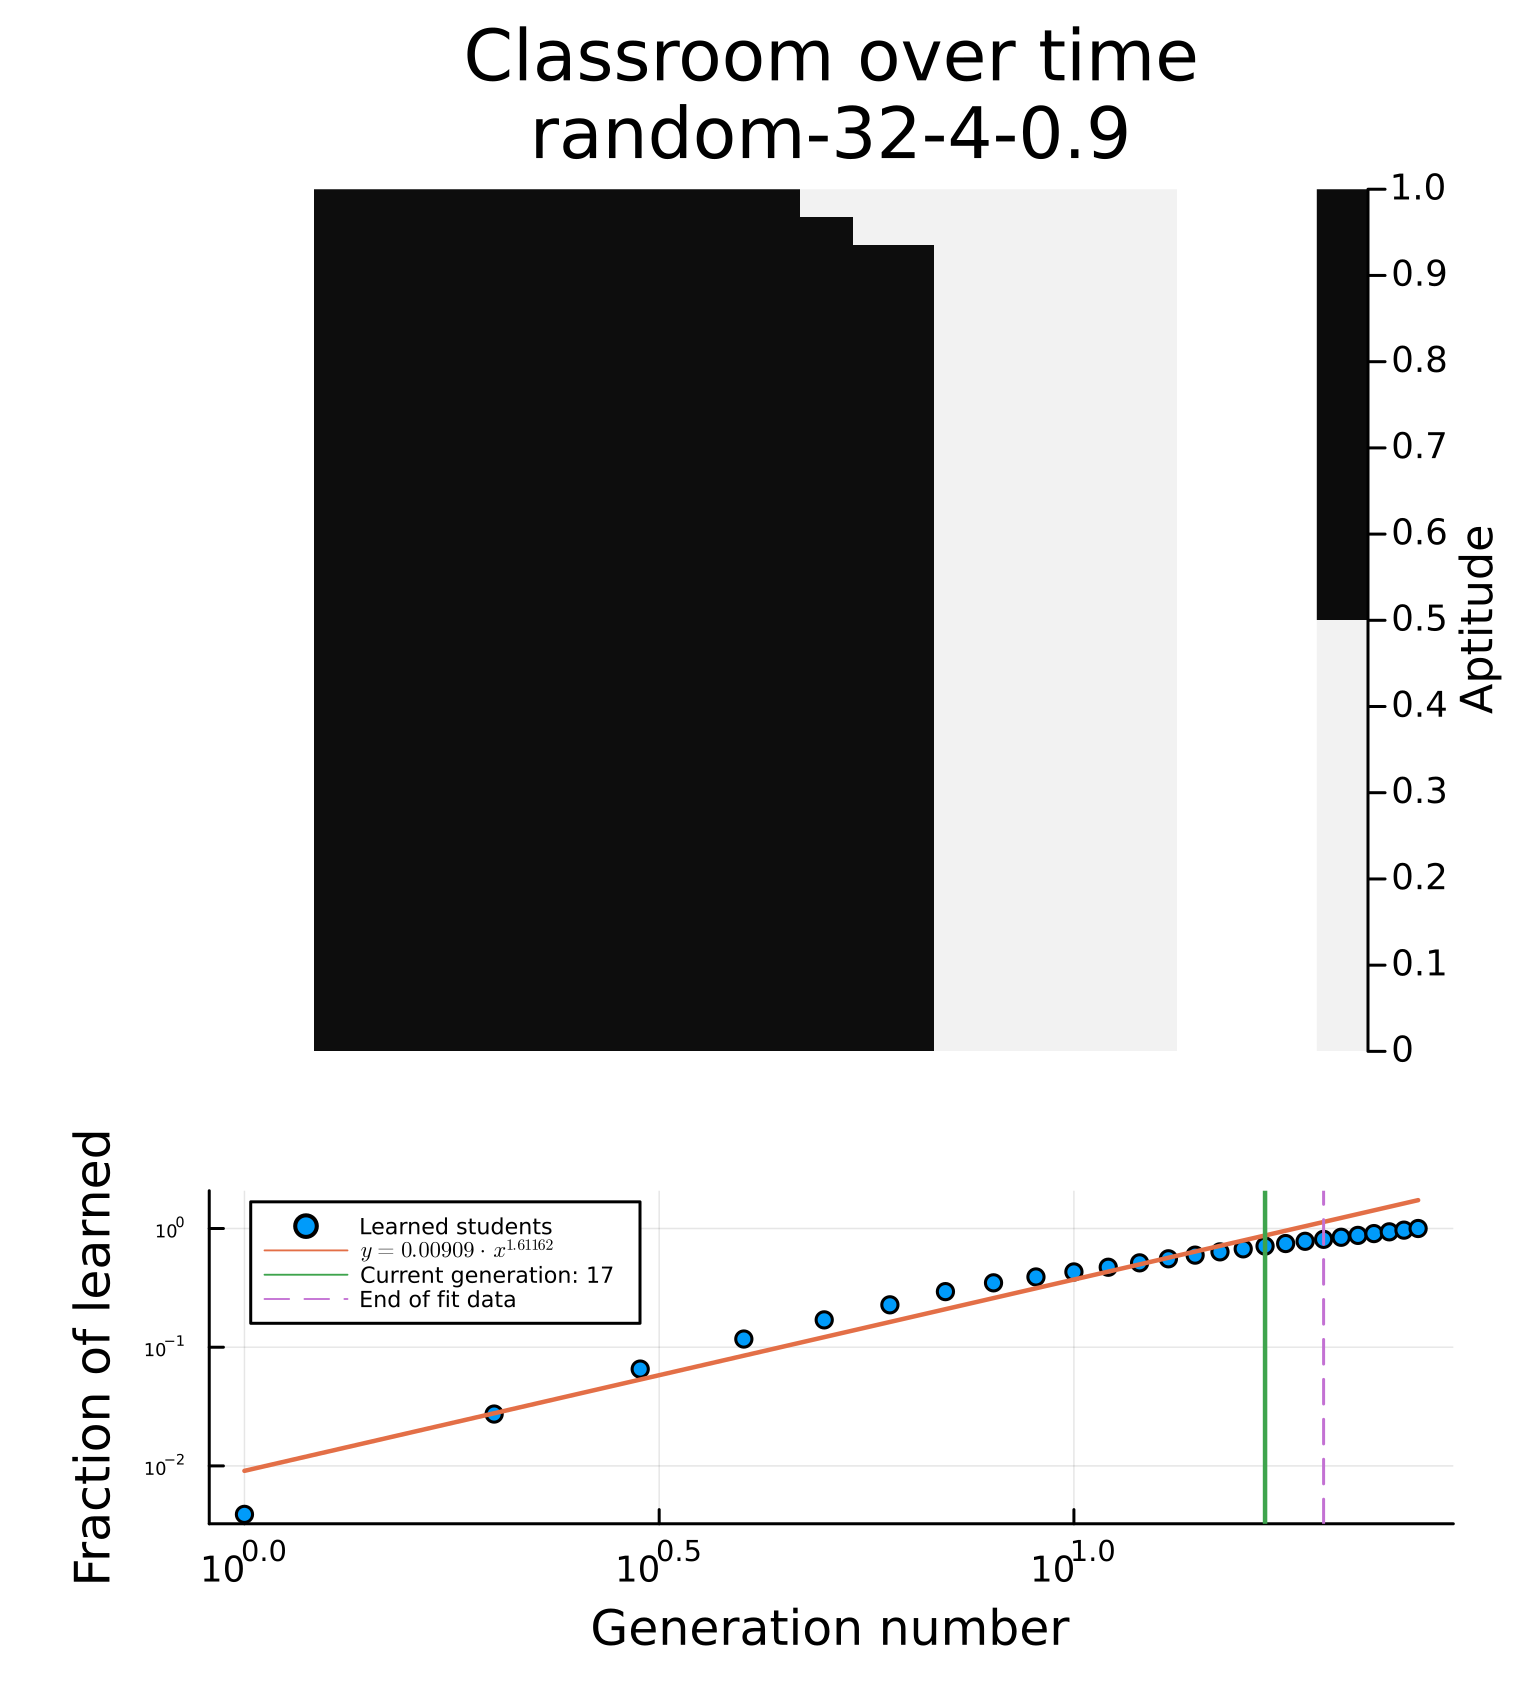 Classroom over time
random-32-4-0.9
1.0
0.9
0.8
0.7
0.6
0.5
0.4
0.3
0.2
0.1
0
Aptitude
Fraction of learned
10⁰
10⁻¹
10⁻²
Learned students
y = 0.00909 · x^1.61162
Current generation: 17
End of fit data
10^0.0 10^0.5 10^1.0
Generation number